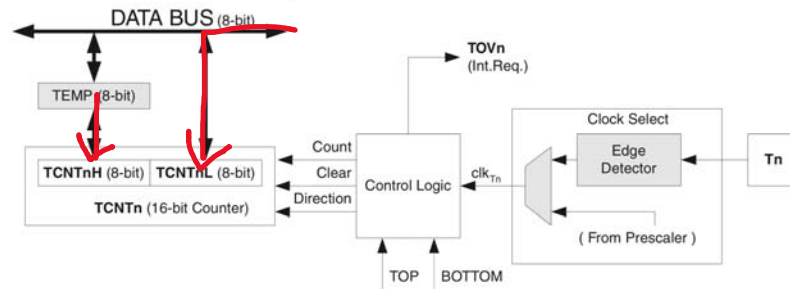 DATA BUS (8-bit)
TOVn
(Int.Req.)
TEMP (8-bit)
Clock Select
Count
Edge
Detector
Tn
TCNTnH (8-bit) TCNTnL (8-bit)
Clear
Control Logic
clkTn
TCNTn (16-bit Counter)
Direction
( From Prescaler )
TOP
BOTTOM